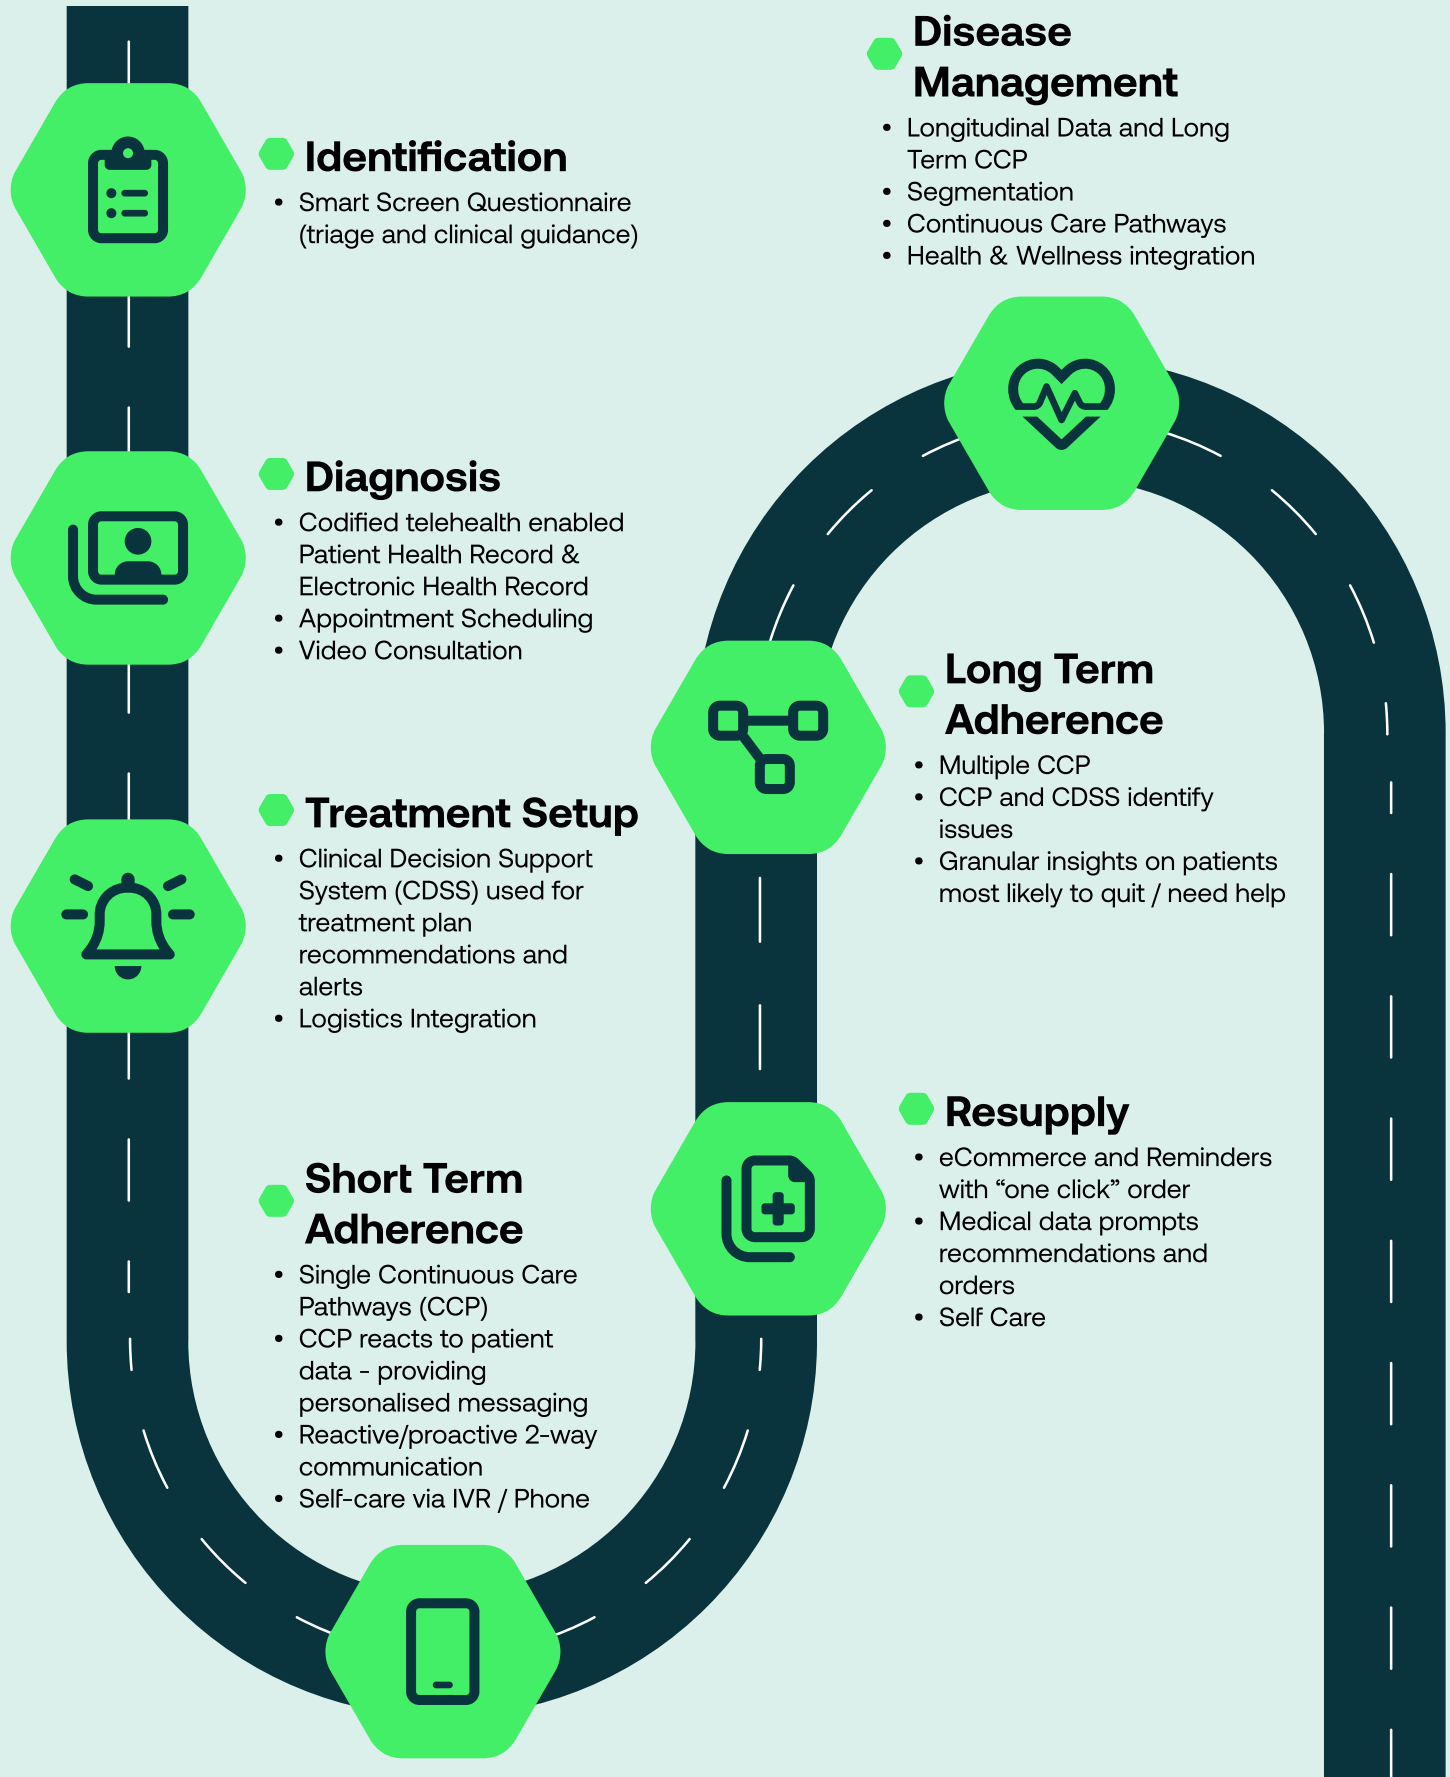 Identification
• Smart Screen Questionnaire
(triage and clinical guidance)
Diagnosis
• Codified telehealth enabled
Patient Health Record &
Electronic Health Record
• Appointment Scheduling
• Video Consultation
Treatment Setup
• Clinical Decision Support
System (CDSS) used for
treatment plan
recommendations and
alerts
• Logistics Integration
Short Term
Adherence
• Single Continuous Care
Pathways (CCP)
• CCP reacts to patient
data - providing
personalised messaging
• Reactive/proactive 2-way
communication
• Self-care via IVR / Phone
Resupply
• eCommerce and Reminders
with “one click” order
• Medical data prompts
recommendations and
orders
• Self Care
Long Term
Adherence
• Multiple CCP
• CCP and CDSS identify
issues
• Granular insights on patients
most likely to quit / need help
Disease
Management
• Longitudinal Data and Long
Term CCP
• Segmentation
• Continuous Care Pathways
• Health & Wellness integration